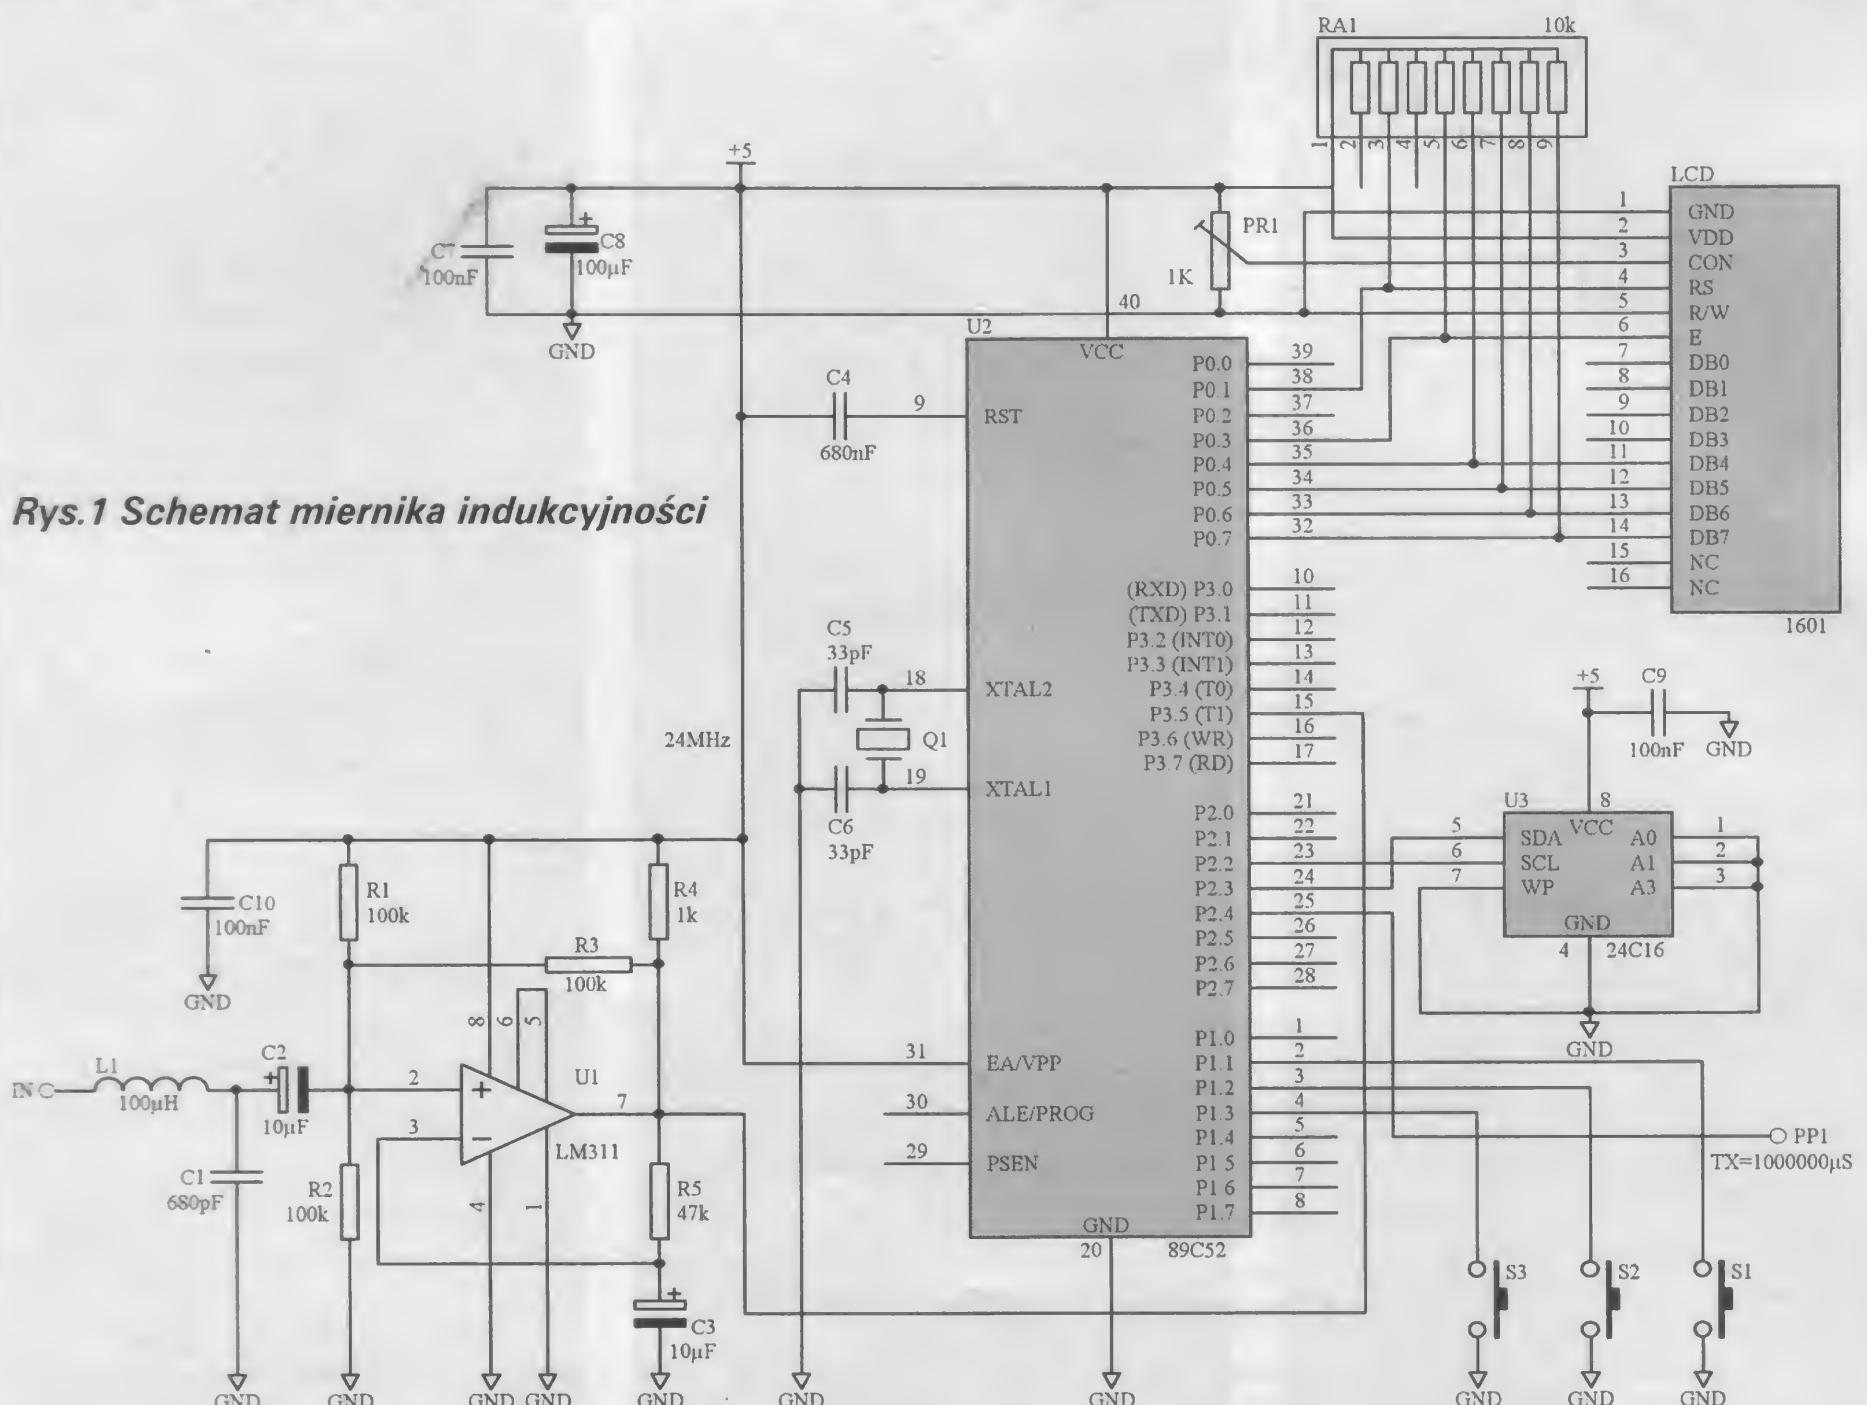 RA1 10k
1 2 3 4 5 6 7 8 9
+5
C7
100nF
C8
100µF
+
GND
PR1
1K
LCD
1 GND
2 VDD
3 CON
4 RS
5 R/W
6 E
7 DB0
8 DB1
9 DB2
10 DB3
11 DB4
12 DB5
13 DB6
14 DB7
15 NC
16 NC
1601
Rys.1 Schemat miernika indukcyjności
C4
680nF
U2
40
VCC
9 RST
C5
33pF
18 XTAL2
24MHz
Q1
19 XTAL1
C6
33pF
31 EA/VPP
30 ALE/PROG
29 PSEN
P0.0 39
P0.1 38
P0.2 37
P0.3 36
P0.4 35
P0.5 34
P0.6 33
P0.7 32
(RXD) P3.0 10
(TXD) P3.1 11
P3.2 (INT0) 12
P3.3 (INT1) 13
P3.4 (T0) 14
P3.5 (T1) 15
P3.6 (WR) 16
P3.7 (RD) 17
P2.0 21
P2.1 22
P2.2 23
P2.3 24
P2.4 25
P2.5 26
P2.6 27
P2.7 28
P1.0 1
P1.1 2
P1.2 3
P1.3 4
P1.4 5
P1 5 6
P1 6 7
P1.7 8
GND
20 89C52
GND
GND
+5
C9
100nF
GND
U3
8
VCC
5 SDA
6 SCL
7 WP
A0 1
A1 2
A3 3
GND
4 24C16
GND
PP1
TX=1000000µS
S3
S2
S1
GND
GND
GND
C10
100nF
GND
R1
100k
R4
1k
R3
100k
8 6 5
IN
L1
100µH
C2
+
10µF
2
+
3
−
U1
7
LM311
4 1
C1
680pF
R2
100k
R5
47k
+
C3
10µF
GND
GND
GND
GND
GND